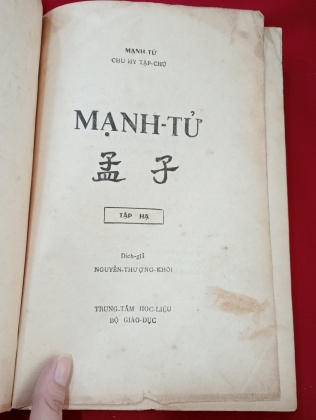 MẠNH-TỬ
CHU HY TẬP-CHÚ
MẠNH-TỬ
孟子
TẬP HẠ
Dịch-giả
NGUYỄN-THƯỢNG-KHÔI
TRUNG-TÂM HỌC-LIỆU
BỘ GIÁO-DỤC